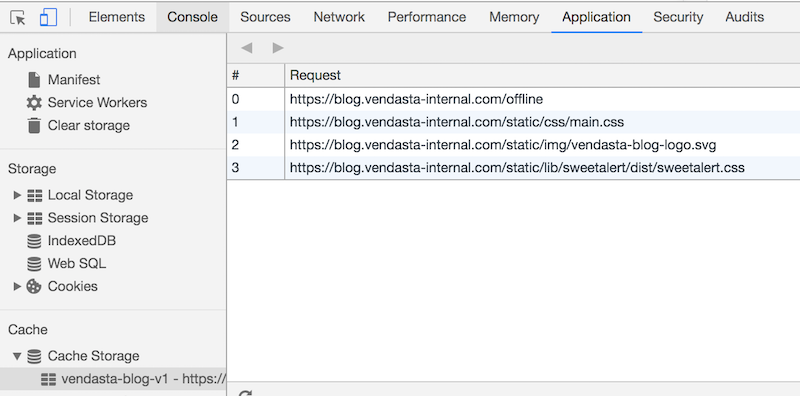 Elements Console Sources Network Performance Memory Application Security Audits
Application
Manifest
Service Workers
Clear storage
Storage
Local Storage
Session Storage
IndexedDB
Web SQL
Cookies
Cache
Cache Storage
vendasta-blog-v1 - https://
# Request
0 https://blog.vendasta-internal.com/offline
1 https://blog.vendasta-internal.com/static/css/main.css
2 https://blog.vendasta-internal.com/static/img/vendasta-blog-logo.svg
3 https://blog.vendasta-internal.com/static/lib/sweetalert/dist/sweetalert.css